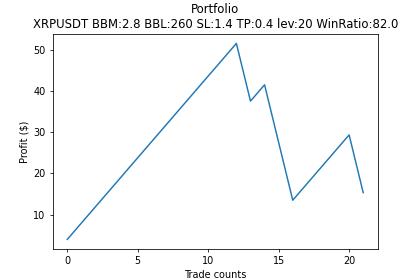 Portfolio
XRPUSDT BBM:2.8 BBL:260 SL:1.4 TP:0.4 lev:20 WinRatio:82.0
50
40
30
20
10
Profit ($)
0 5 10 15 20
Trade counts